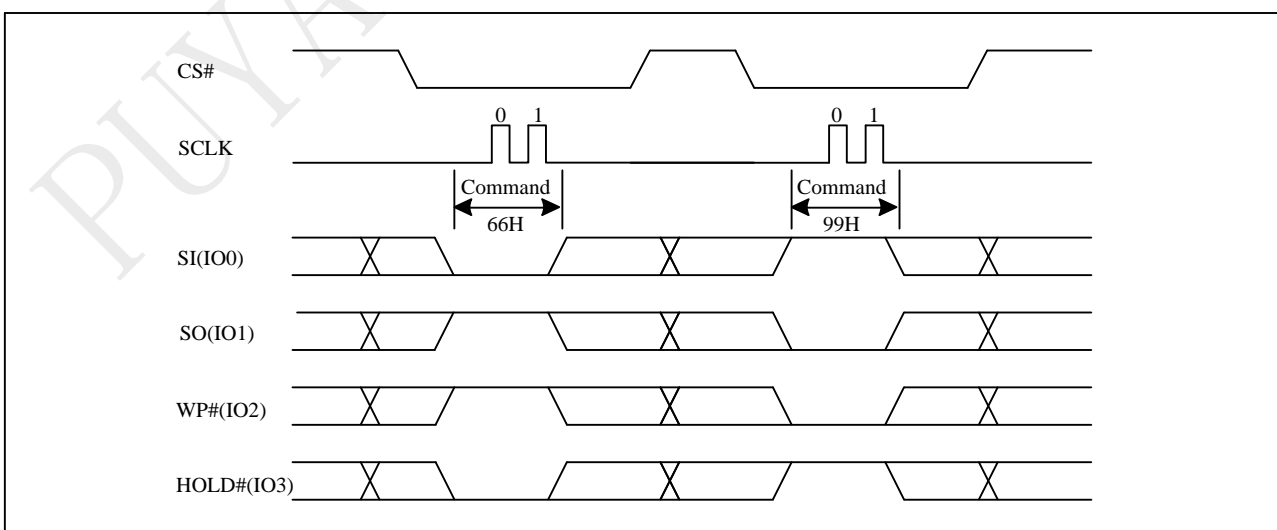 PUYA
CS#
0 1 0 1
SCLK
Command Command
66H 99H
SI(IO0)
SO(IO1)
WP#(IO2)
HOLD#(IO3)